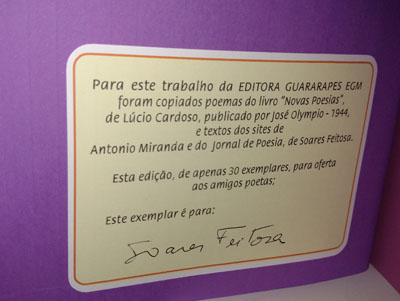 Para este trabalho da EDITORA GUARARAPES EGM
foram copiados poemas do livro "Novas Poesias",
de Lúcio Cardoso, publicado por José Olympio - 1944,
e textos dos sites de
Antonio Miranda e do Jornal de Poesia, de Soares Feitosa.
Esta edição, de apenas 30 exemplares, para oferta
aos amigos poetas;
Este exemplar é para:
Soares Feitosa